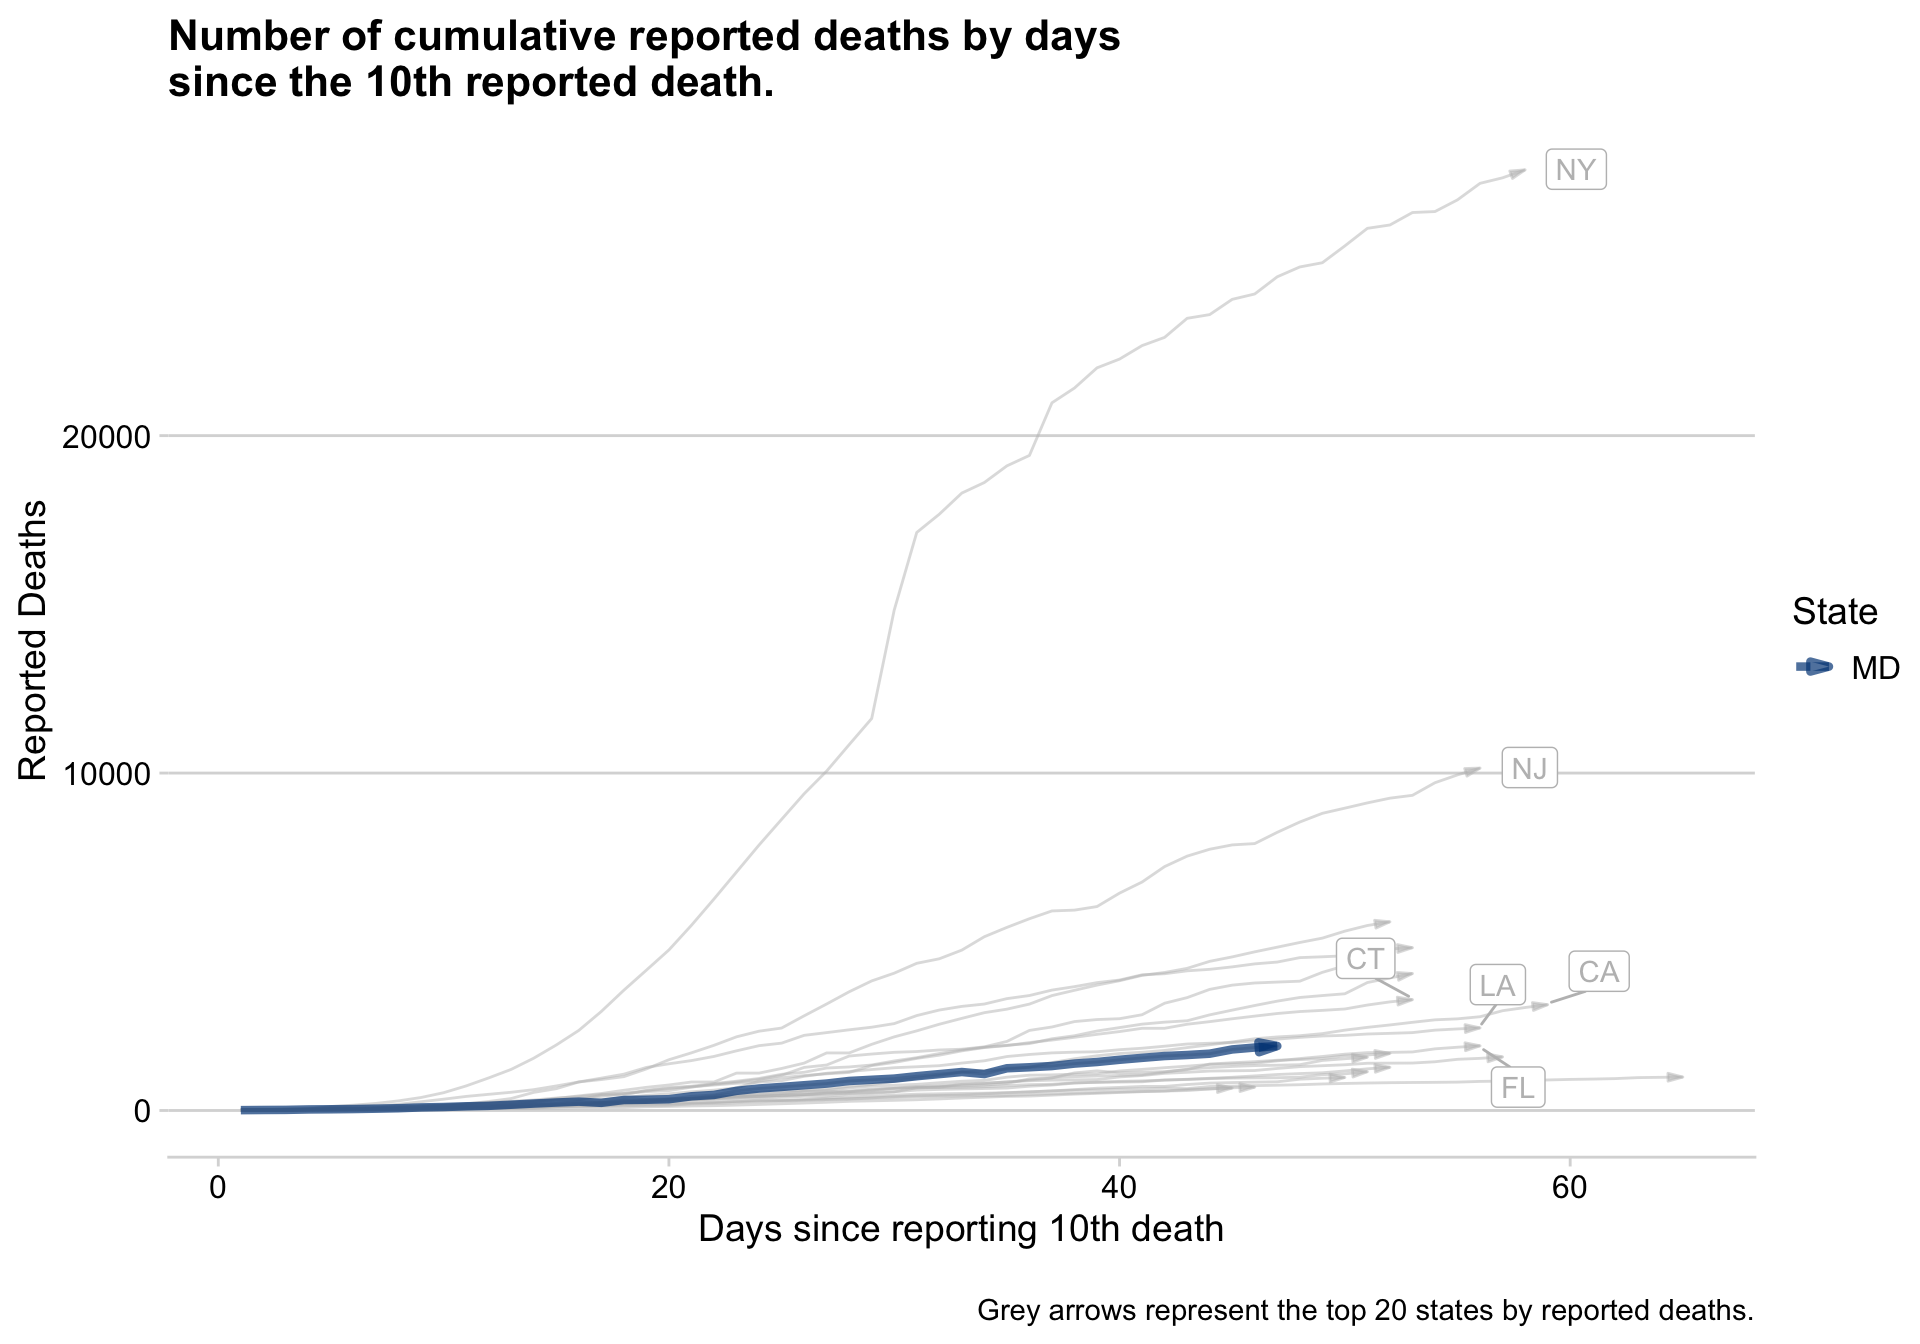 Number of cumulative reported deaths by days
since the 10th reported death.
NY
20000
Reported Deaths
State
MD
10000
NJ
CT
LA
CA
FL
0
0
20
40
60
Days since reporting 10th death
Grey arrows represent the top 20 states by reported deaths.